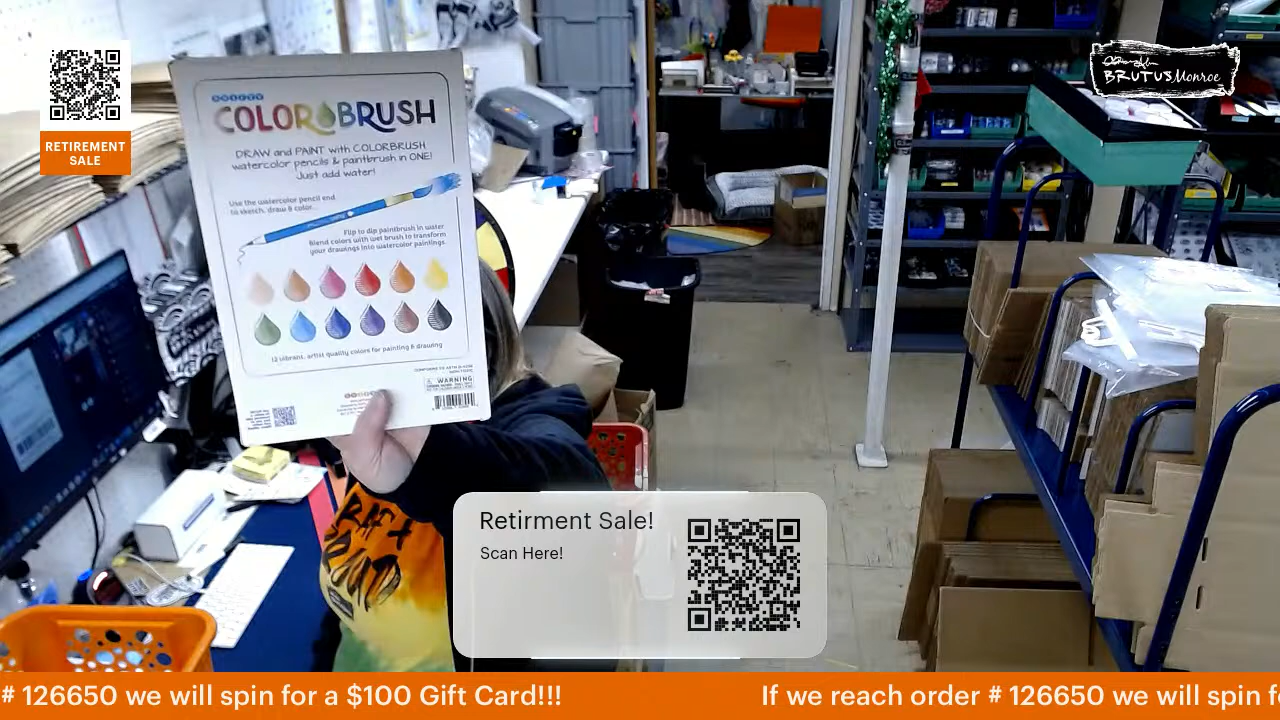 RETIREMENT
SALE
BRUTUS Monroe
COLORBRUSH
DRAW and PAINT with COLORBRUSH
watercolor pencils & paintbrush in ONE!
Just add water!
Use the watercolor pencil end
to sketch, draw & color...
Flip to dip paintbrush in water
Blend colors with wet brush to transform
your drawings into watercolor paintings.
12 vibrant, artist quality colors for painting & drawing
WARNING
Retirment Sale!
Scan Here!
# 126650 we will spin for a $100 Gift Card!!!
If we reach order # 126650 we will spin fo